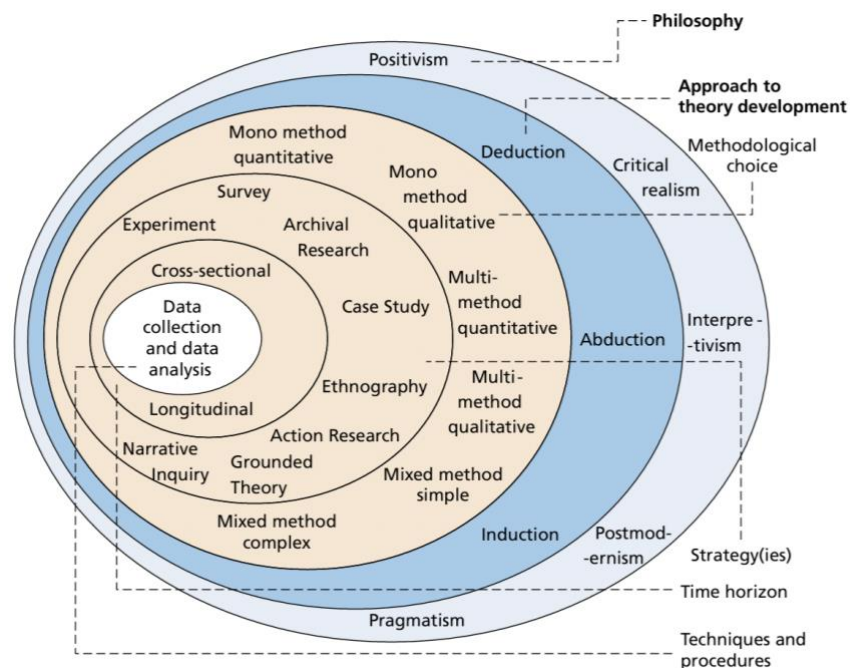 Philosophy
Positivism
Approach to
theory development
Mono method
quantitative
Deduction
Methodological
choice
Critical
realism
Mono
method
qualitative
Survey
Experiment
Archival
Research
Cross-sectional
Multi-
method
quantitative
Data
collection
and data
analysis
Case Study
Interpre -
-tivism
Abduction
Ethnography
Multi-
method
qualitative
Longitudinal
Action Research
Narrative
Inquiry
Grounded
Theory
Mixed method
simple
Mixed method
complex
Induction
Postmod-
-ernism
Strategy(ies)
Time horizon
Pragmatism
Techniques and
procedures